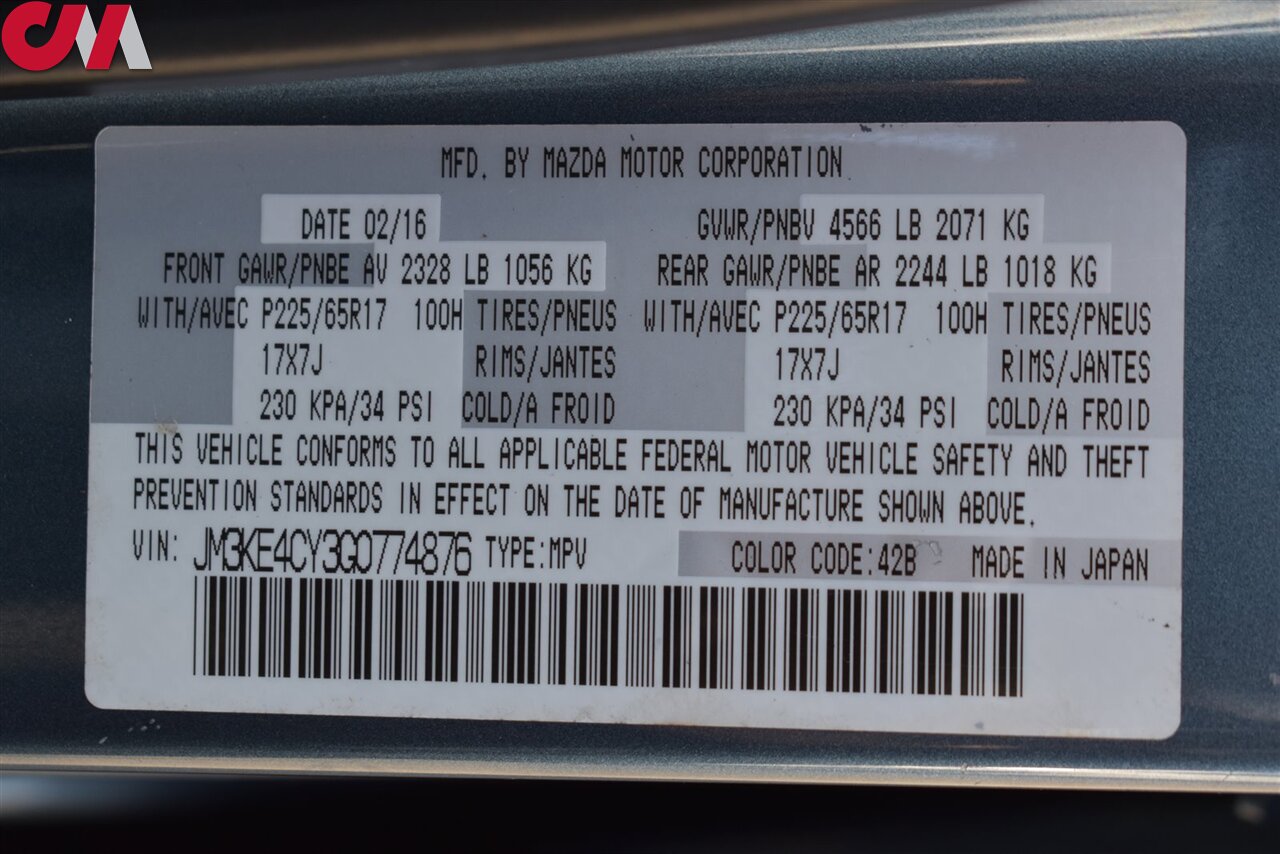 CM
MFD. BY MAZDA MOTOR CORPORATION
DATE 02/16 GVWR/PNBV 4566 LB 2071 KG
FRONT GAWR/PNBE AV 2328 LB 1056 KG REAR GAWR/PNBE AR 2244 LB 1018 KG
WITH/AVEC P225/65R17 100H TIRES/PNEUS WITH/AVEC P225/65R17 100H TIRES/PNEUS
17X7J RIMS/JANTES 17X7J RIMS/JANTES
230 KPA/34 PSI COLD/A FROID 230 KPA/34 PSI COLD/A FROID
THIS VEHICLE CONFORMS TO ALL APPLICABLE FEDERAL MOTOR VEHICLE SAFETY AND THEFT
PREVENTION STANDARDS IN EFFECT ON THE DATE OF MANUFACTURE SHOWN ABOVE.
VIN: JM3KE4CY3G0774876 TYPE:MPV COLOR CODE:42B MADE IN JAPAN